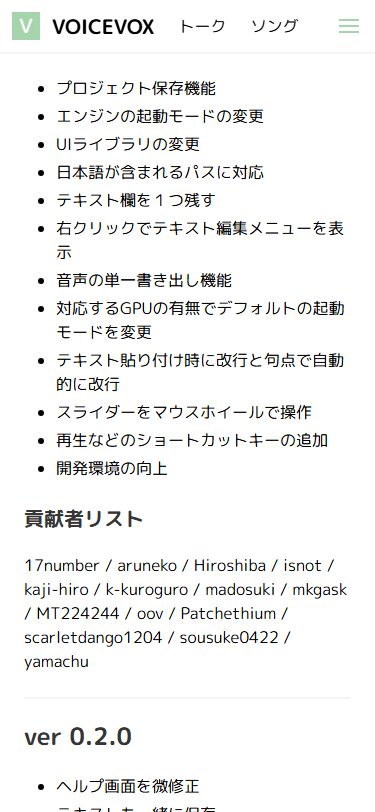 V VOICEVOX トーク ソング
プロジェクト保存機能
エンジンの起動モードの変更
UIライブラリの変更
日本語が含まれるパスに対応
テキスト欄を１つ残す
右クリックでテキスト編集メニューを表
示
音声の単一書き出し機能
対応するGPUの有無でデフォルトの起動
モードを変更
テキスト貼り付け時に改行と句点で自動
的に改行
スライダーをマウスホイールで操作
再生などのショートカットキーの追加
開発環境の向上
貢献者リスト
17number / aruneko / Hiroshiba / isnot /
kaji-hiro / k-kuroguro / madosuki / mkgask
/ MT224244 / oov / Patchethium /
scarletdango1204 / sousuke0422 /
yamachu
ver 0.2.0
ヘルプ画面を微修正
テキストも一緒に保存